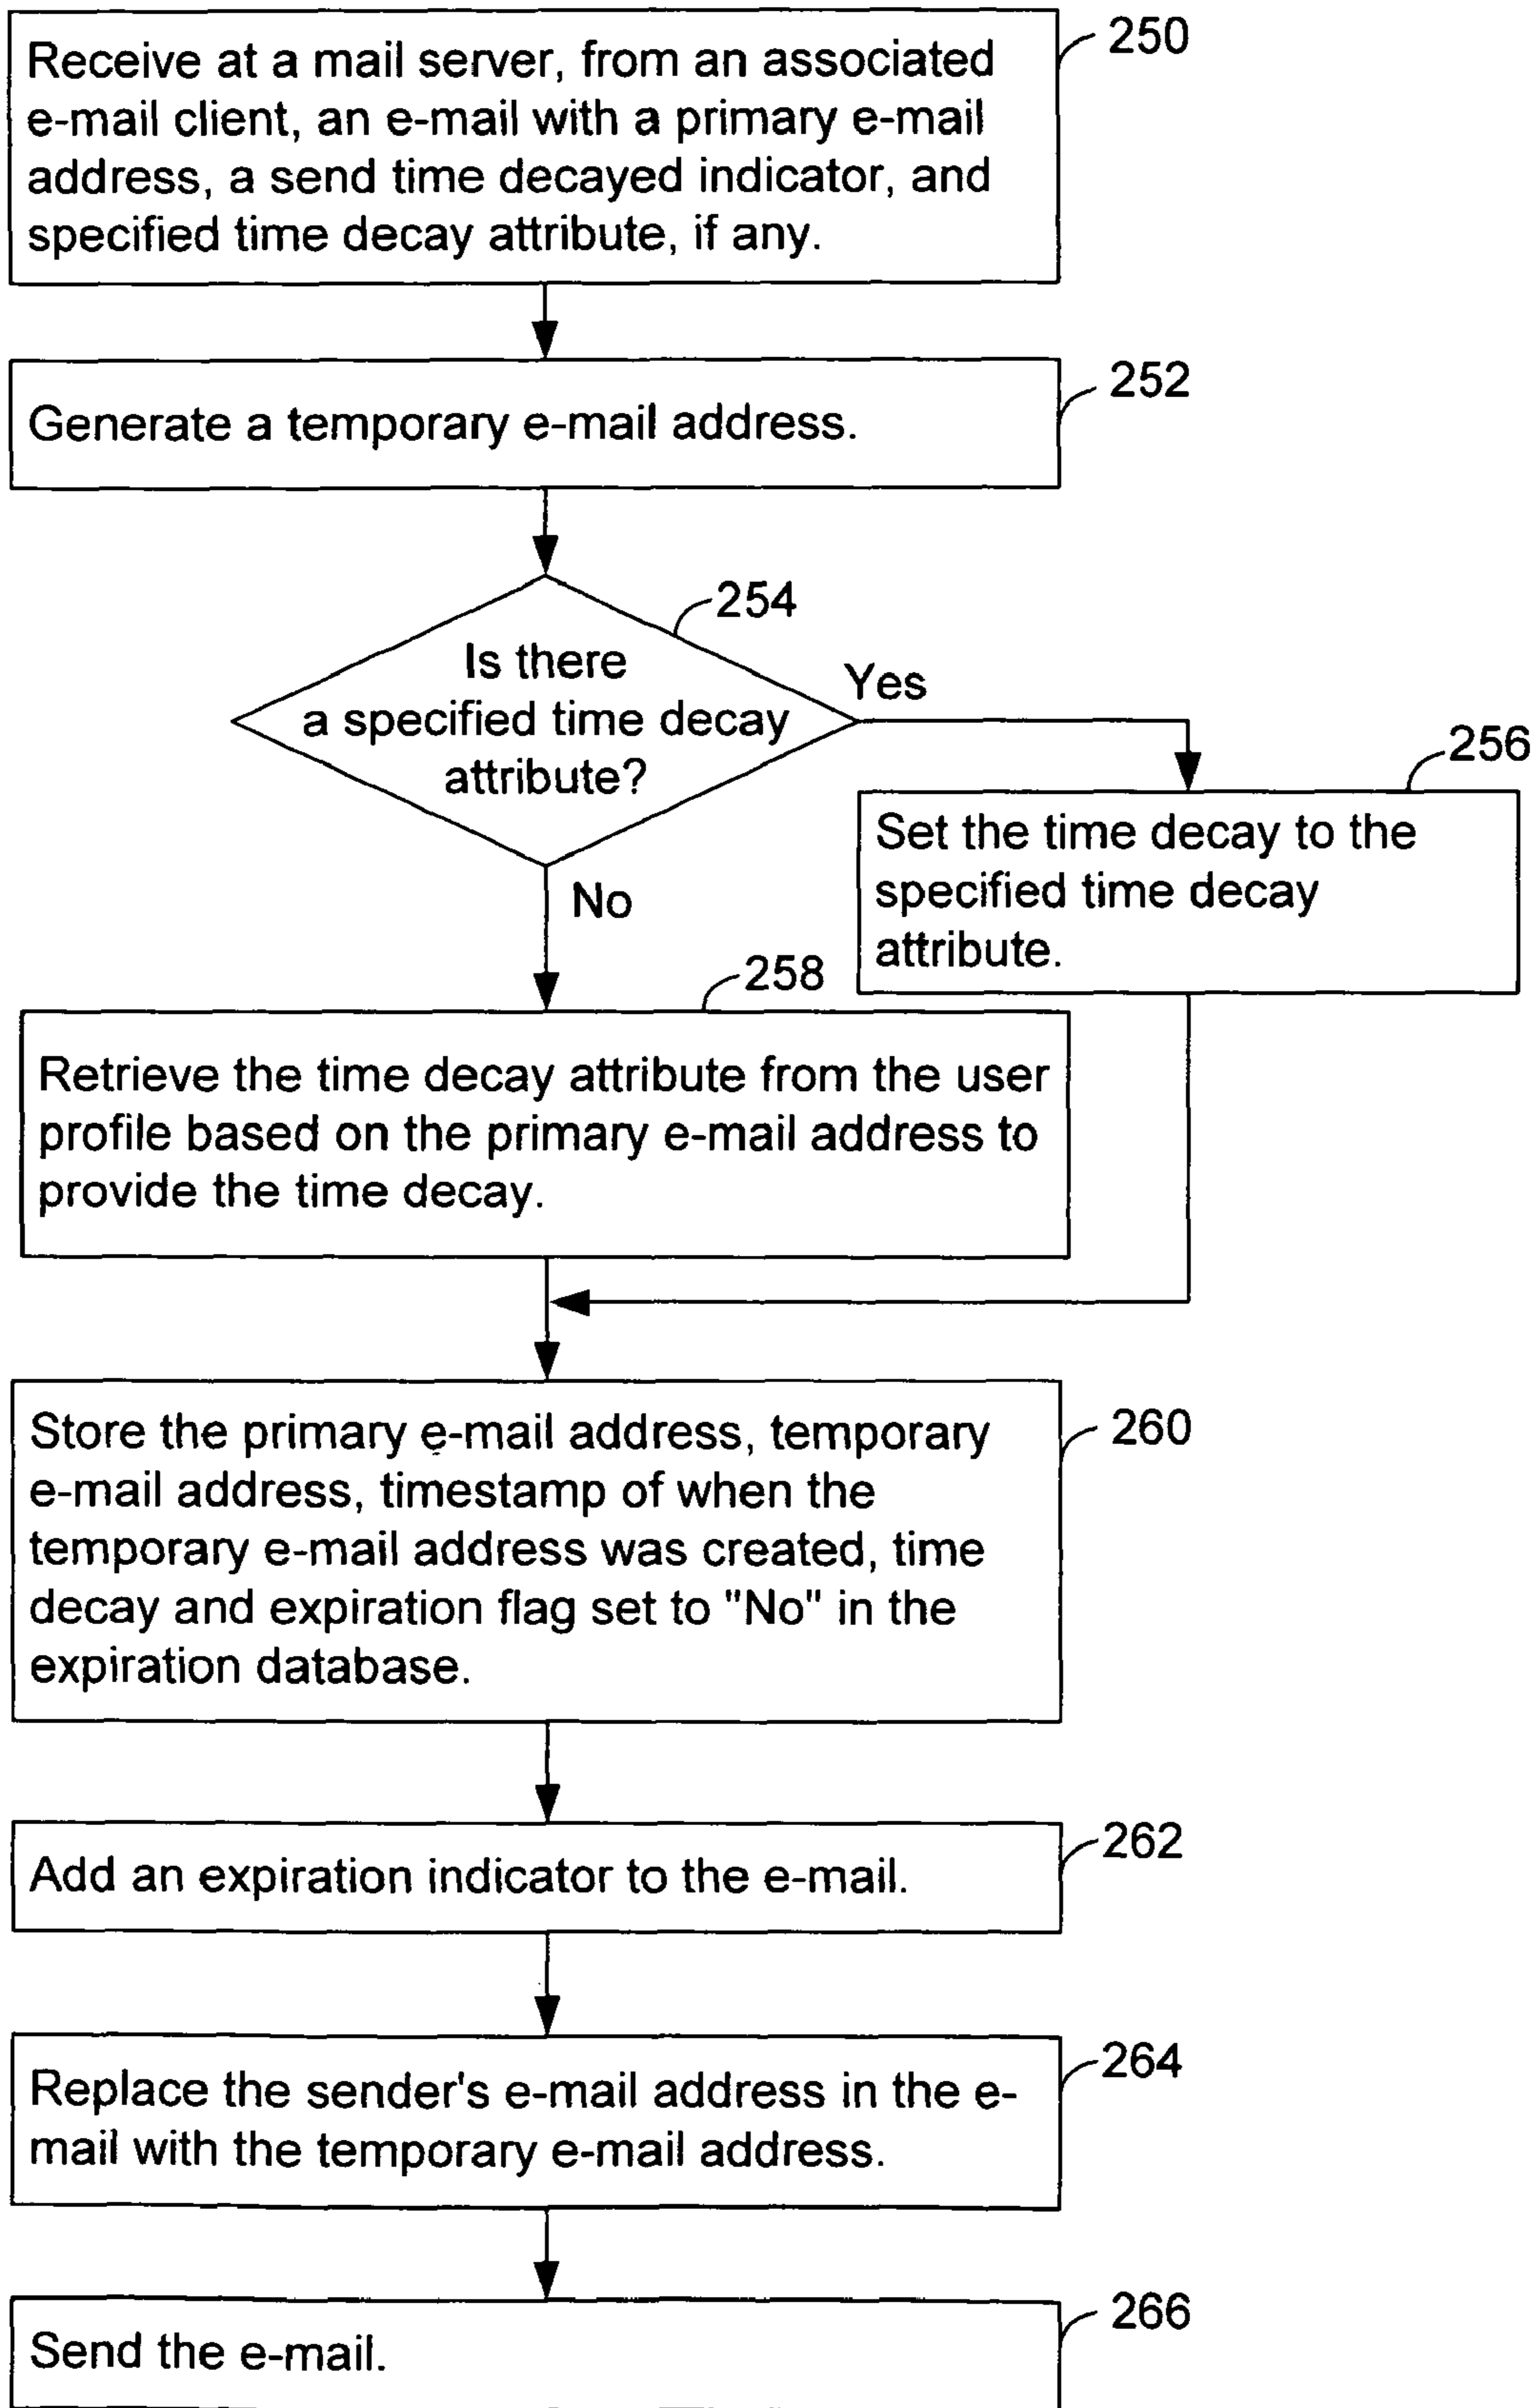 Receive at a mail server, from an associated
e-mail client, an e-mail with a primary e-mail
address, a send time decayed indicator, and
specified time decay attribute, if any.
250
Generate a temporary e-mail address.
252
254
Is there
a specified time decay
attribute?
Yes
No
256
Set the time decay to the
specified time decay
attribute.
258
Retrieve the time decay attribute from the user
profile based on the primary e-mail address to
provide the time decay.
Store the primary e-mail address, temporary
e-mail address, timestamp of when the
temporary e-mail address was created, time
decay and expiration flag set to "No" in the
expiration database.
260
Add an expiration indicator to the e-mail.
262
Replace the sender's e-mail address in the e-
mail with the temporary e-mail address.
264
Send the e-mail.
266